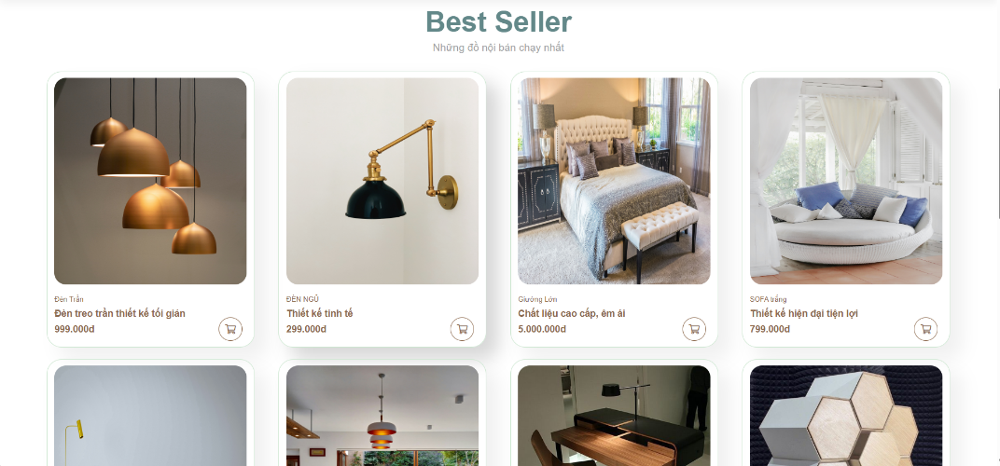 Best Seller
Những đồ nội bán chạy nhất
Đèn Trần
Đèn treo trần thiết kế tối giản
999.000đ
ĐÈN NGŨ
Thiết kế tinh tế
299.000đ
Giường Lớn
Chất liệu cao cấp, êm ái
5.000.000đ
SOFA trắng
Thiết kế hiện đại tiện lợi
799.000đ